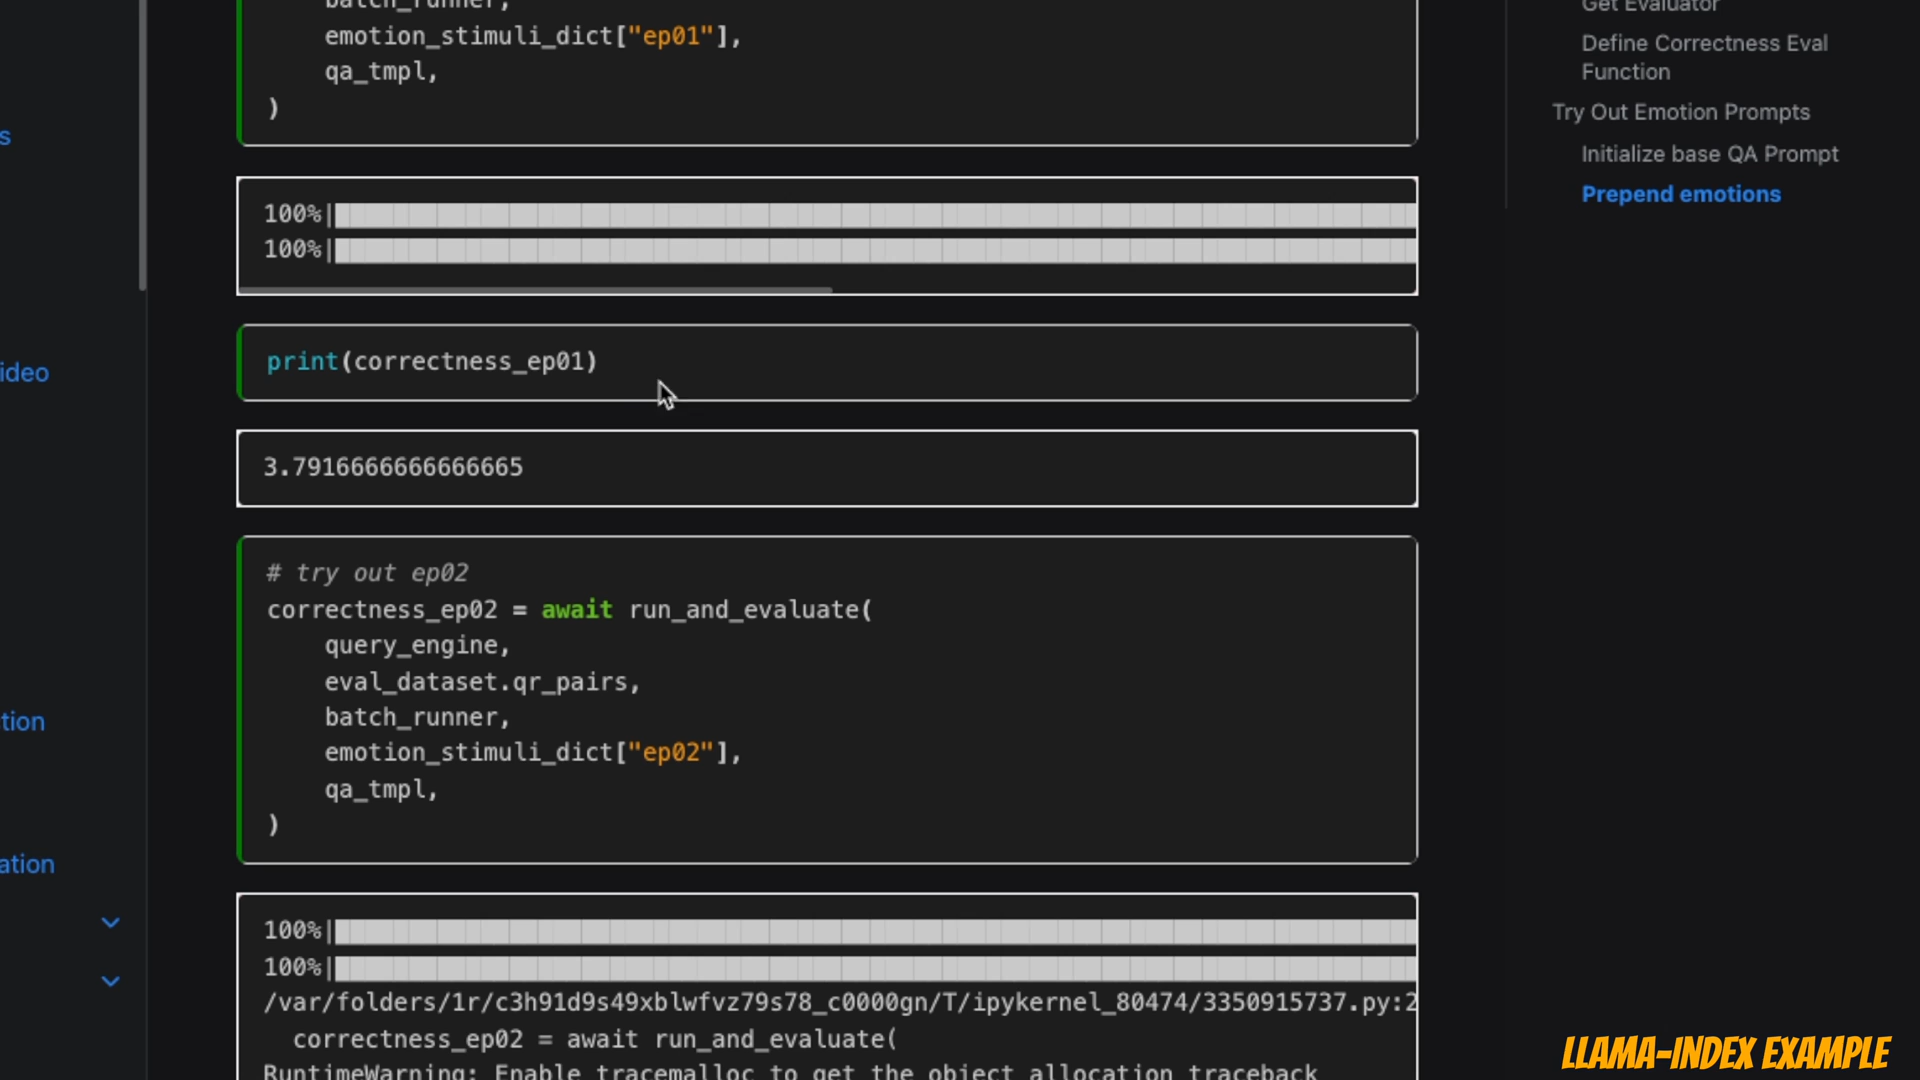 batch_runner,
emotion_stimuli_dict["ep01"],
qa_tmpl,
)
100%|
100%|
print(correctness_ep01)
3.7916666666666665
# try out ep02
correctness_ep02 = await run_and_evaluate(
query_engine,
eval_dataset.qr_pairs,
batch_runner,
emotion_stimuli_dict["ep02"],
qa_tmpl,
)
100%|
100%|
/var/folders/1r/c3h91d9s49xblwfvz79s78_c0000gn/T/ipykernel_80474/3350915737.py:2
correctness_ep02 = await run_and_evaluate(
RuntimeWarning: Enable tracemalloc to get the object allocation traceback
Get Evaluator
Define Correctness Eval
Function
Try Out Emotion Prompts
Initialize base QA Prompt
Prepend emotions
s
ideo
tion
ation
LLAMA-INDEX EXAMPLE